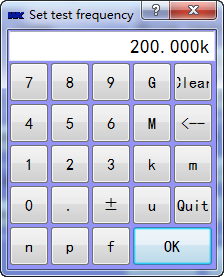 Set test frequency
200.000k
7 8 9 G Clear
4 5 6 M <--
1 2 3 k m
0 . ± u Quit
n p f OK